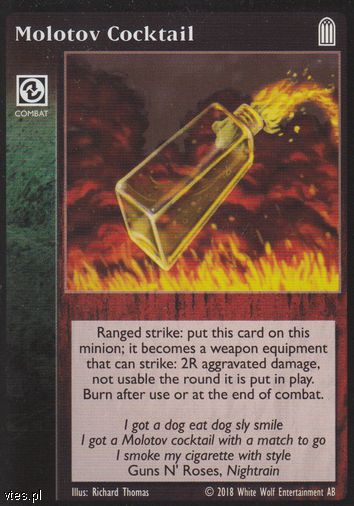 Molotov Cocktail
COMBAT
Ranged strike: put this card on this
minion; it becomes a weapon equipment
that can strike: 2R aggravated damage,
not usable the round it is put in play.
Burn after use or at the end of combat.
I got a dog eat dog sly smile
I got a Molotov cocktail with a match to go
I smoke my cigarette with style
Guns N' Roses, Nightrain
vtes.pl
Illus: Richard Thomas
© 2018 White Wolf Entertainment AB